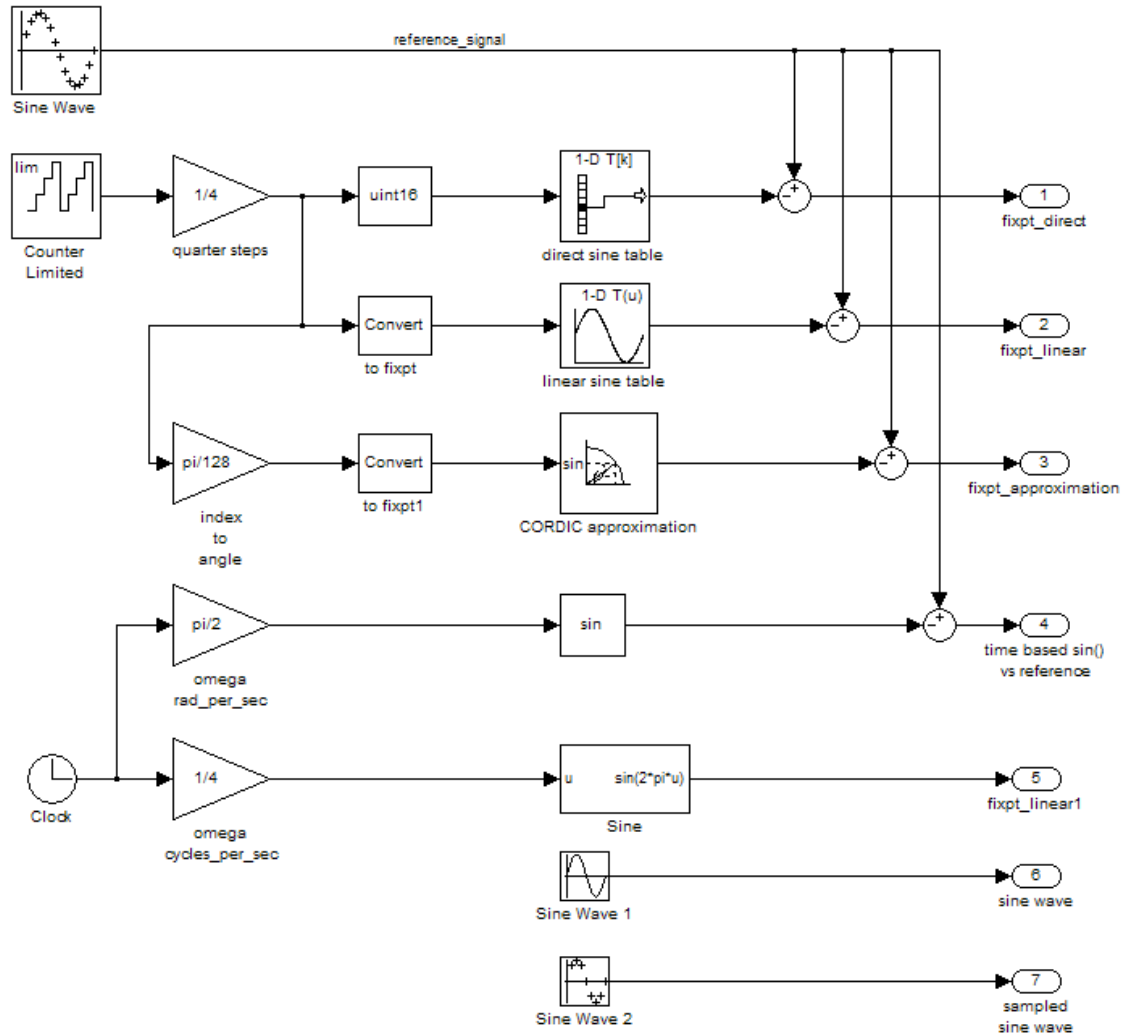 reference_signal
Sine Wave
lim
Counter
Limited
1/4
quarter steps
uint16
1-D T[k]
direct sine table
- +
1
fixpt_direct
Convert
to fixpt
1-D T(u)
linear sine table
- +
2
fixpt_linear
pi/128
index
to
angle
Convert
to fixpt1
sin
CORDIC approximation
- +
3
fixpt_approximation
pi/2
omega
rad_per_sec
sin
- +
4
time based sin()
vs reference
Clock
1/4
omega
cycles_per_sec
u sin(2*pi*u)
Sine
5
fixpt_linear1
Sine Wave 1
6
sine wave
Sine Wave 2
7
sampled
sine wave